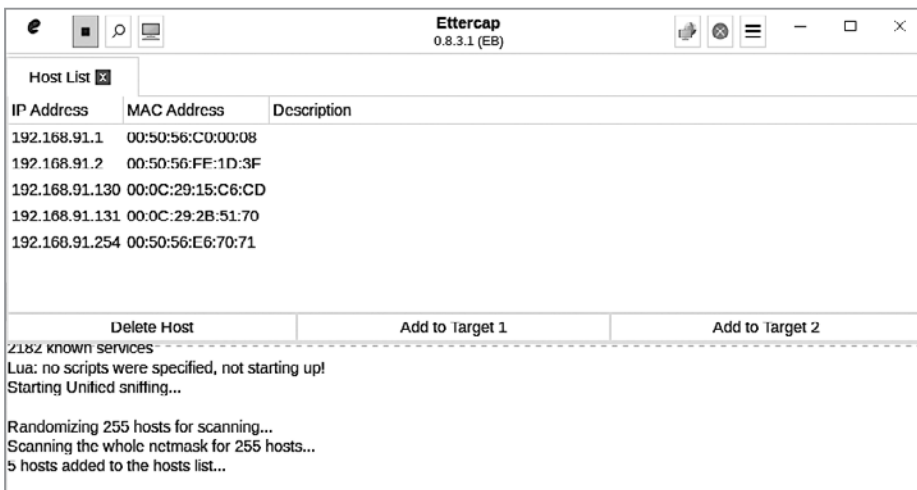 Ettercap
0.8.3.1 (EB)
Host List
IP Address MAC Address Description
192.168.91.1 00:50:56:C0:00:08
192.168.91.2 00:50:56:FE:1D:3F
192.168.91.130 00:0C:29:15:C6:CD
192.168.91.131 00:0C:29:2B:51:70
192.168.91.254 00:50:56:E6:70:71
Delete Host Add to Target 1 Add to Target 2
2182 known services
Lua: no scripts were specified, not starting up!
Starting Unified sniffing...
Randomizing 255 hosts for scanning...
Scanning the whole netmask for 255 hosts...
5 hosts added to the hosts list...